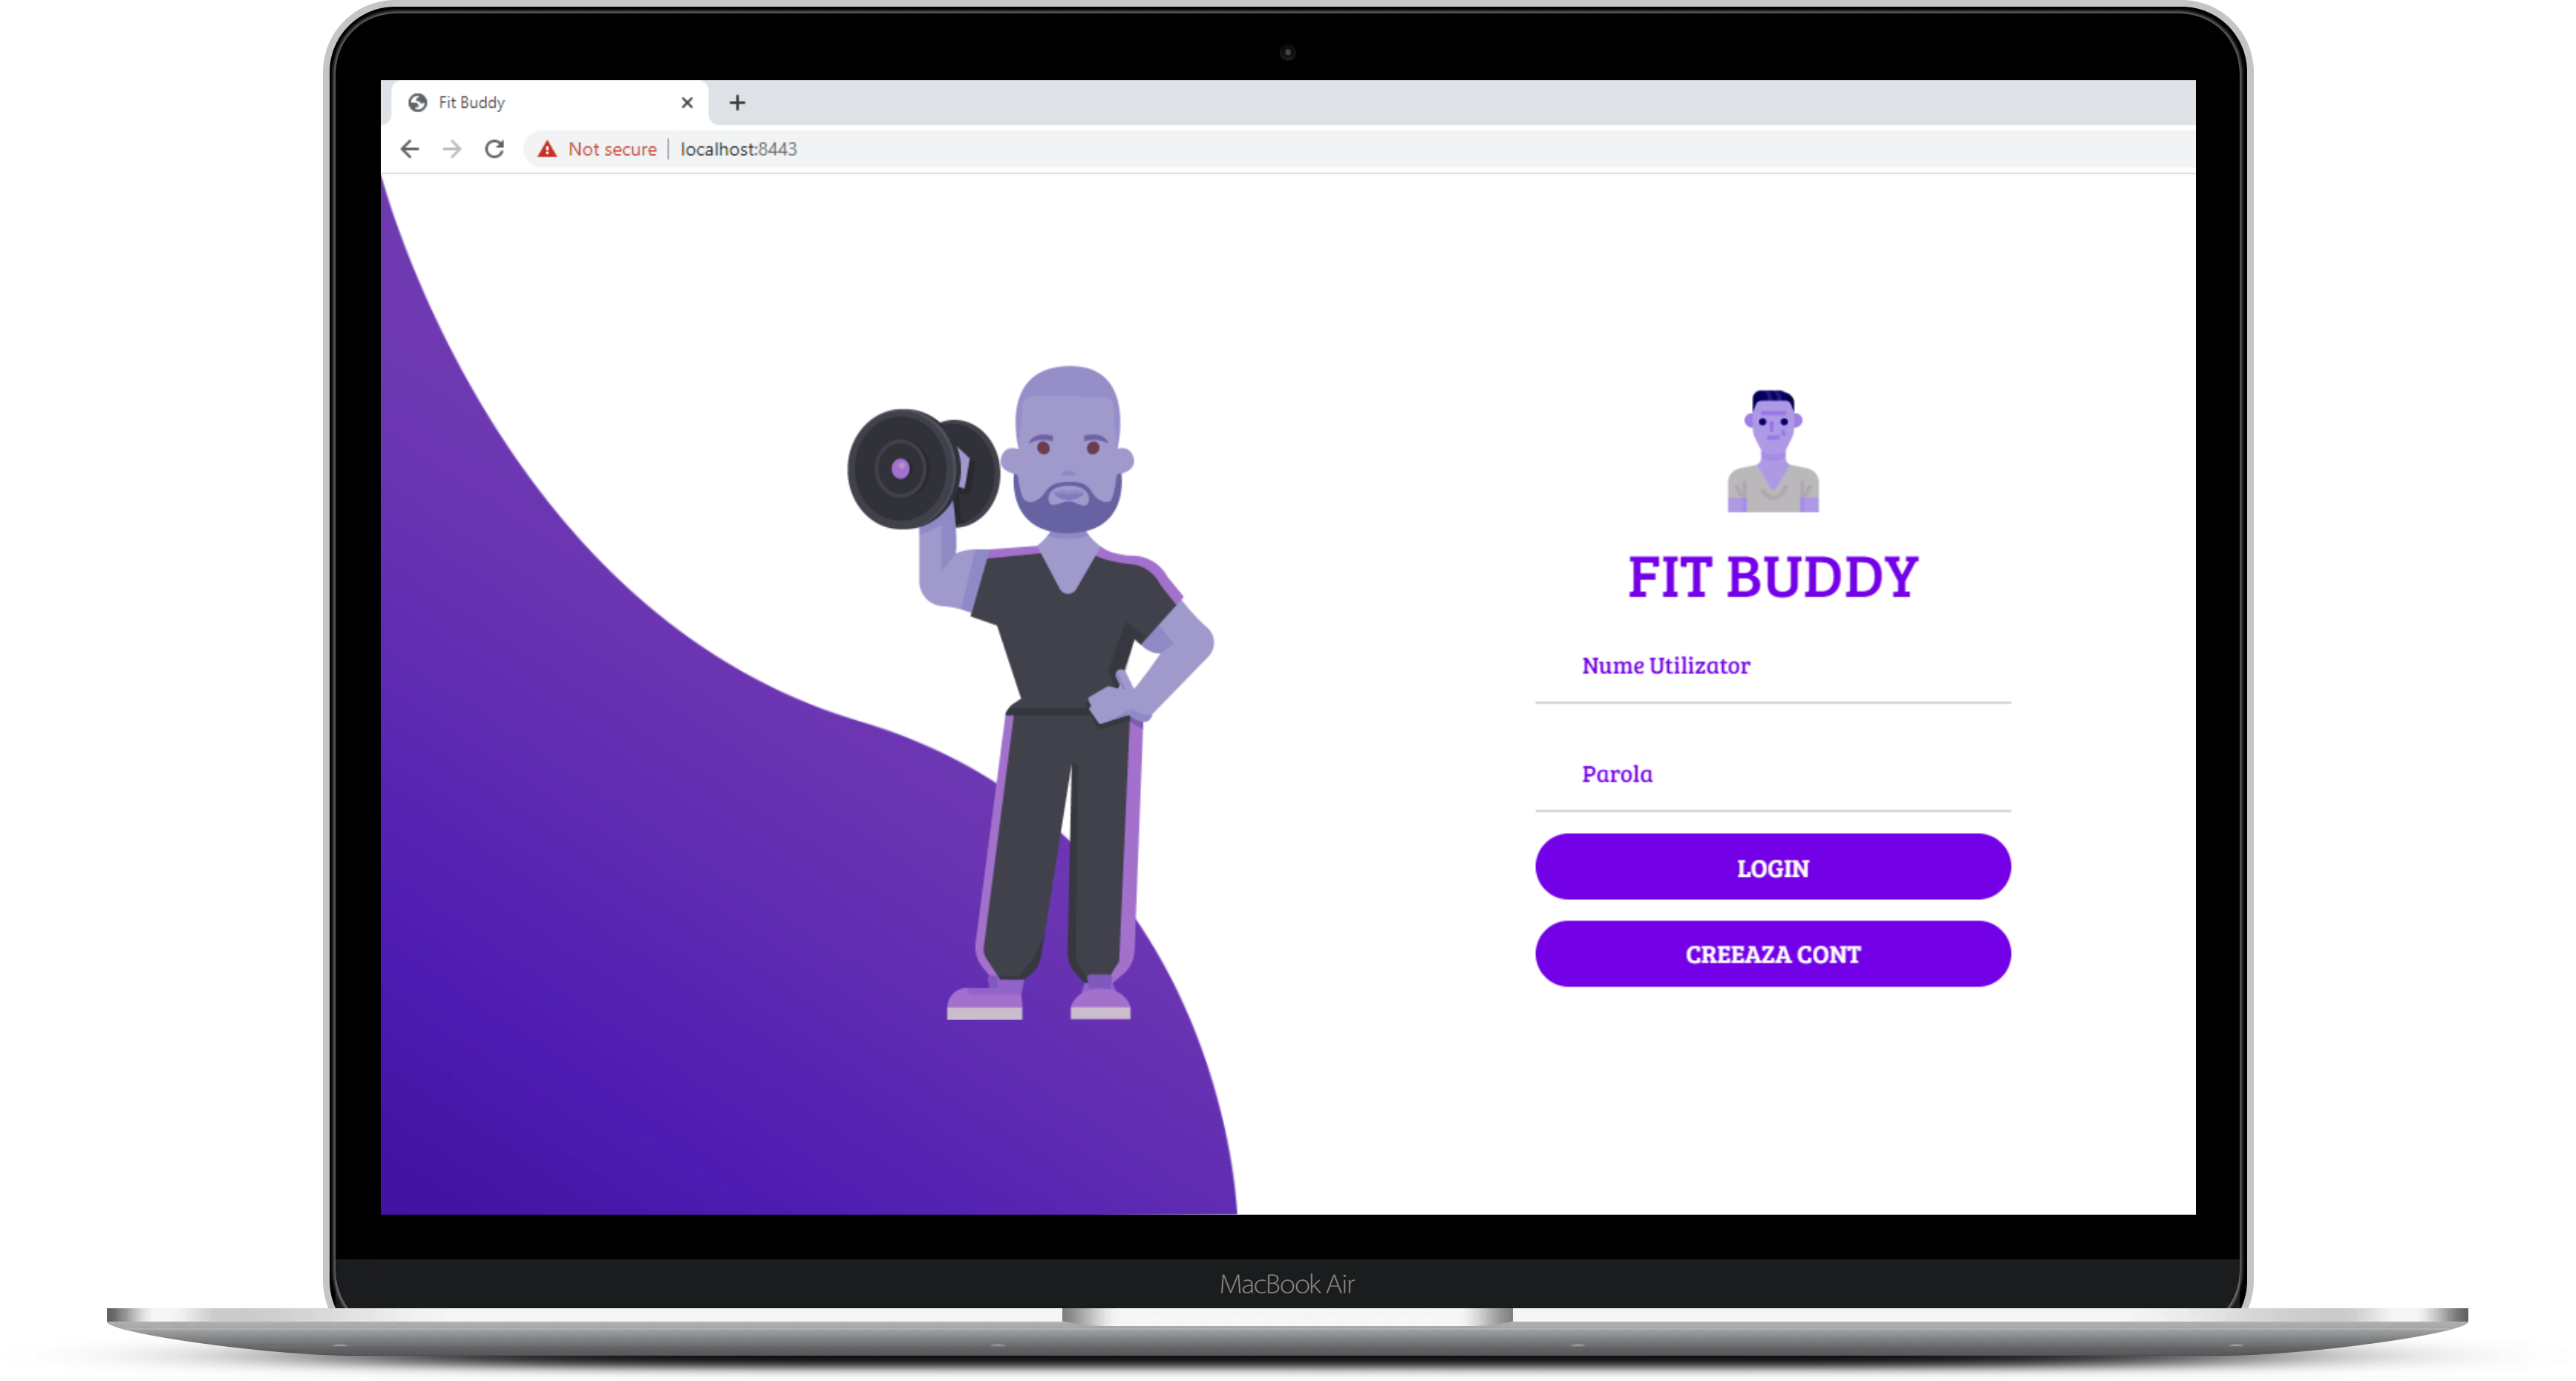 Fit Buddy
Not secure | localhost:8443
FIT BUDDY
Nume Utilizator
Parola
LOGIN
CREEAZA CONT
MacBook Air